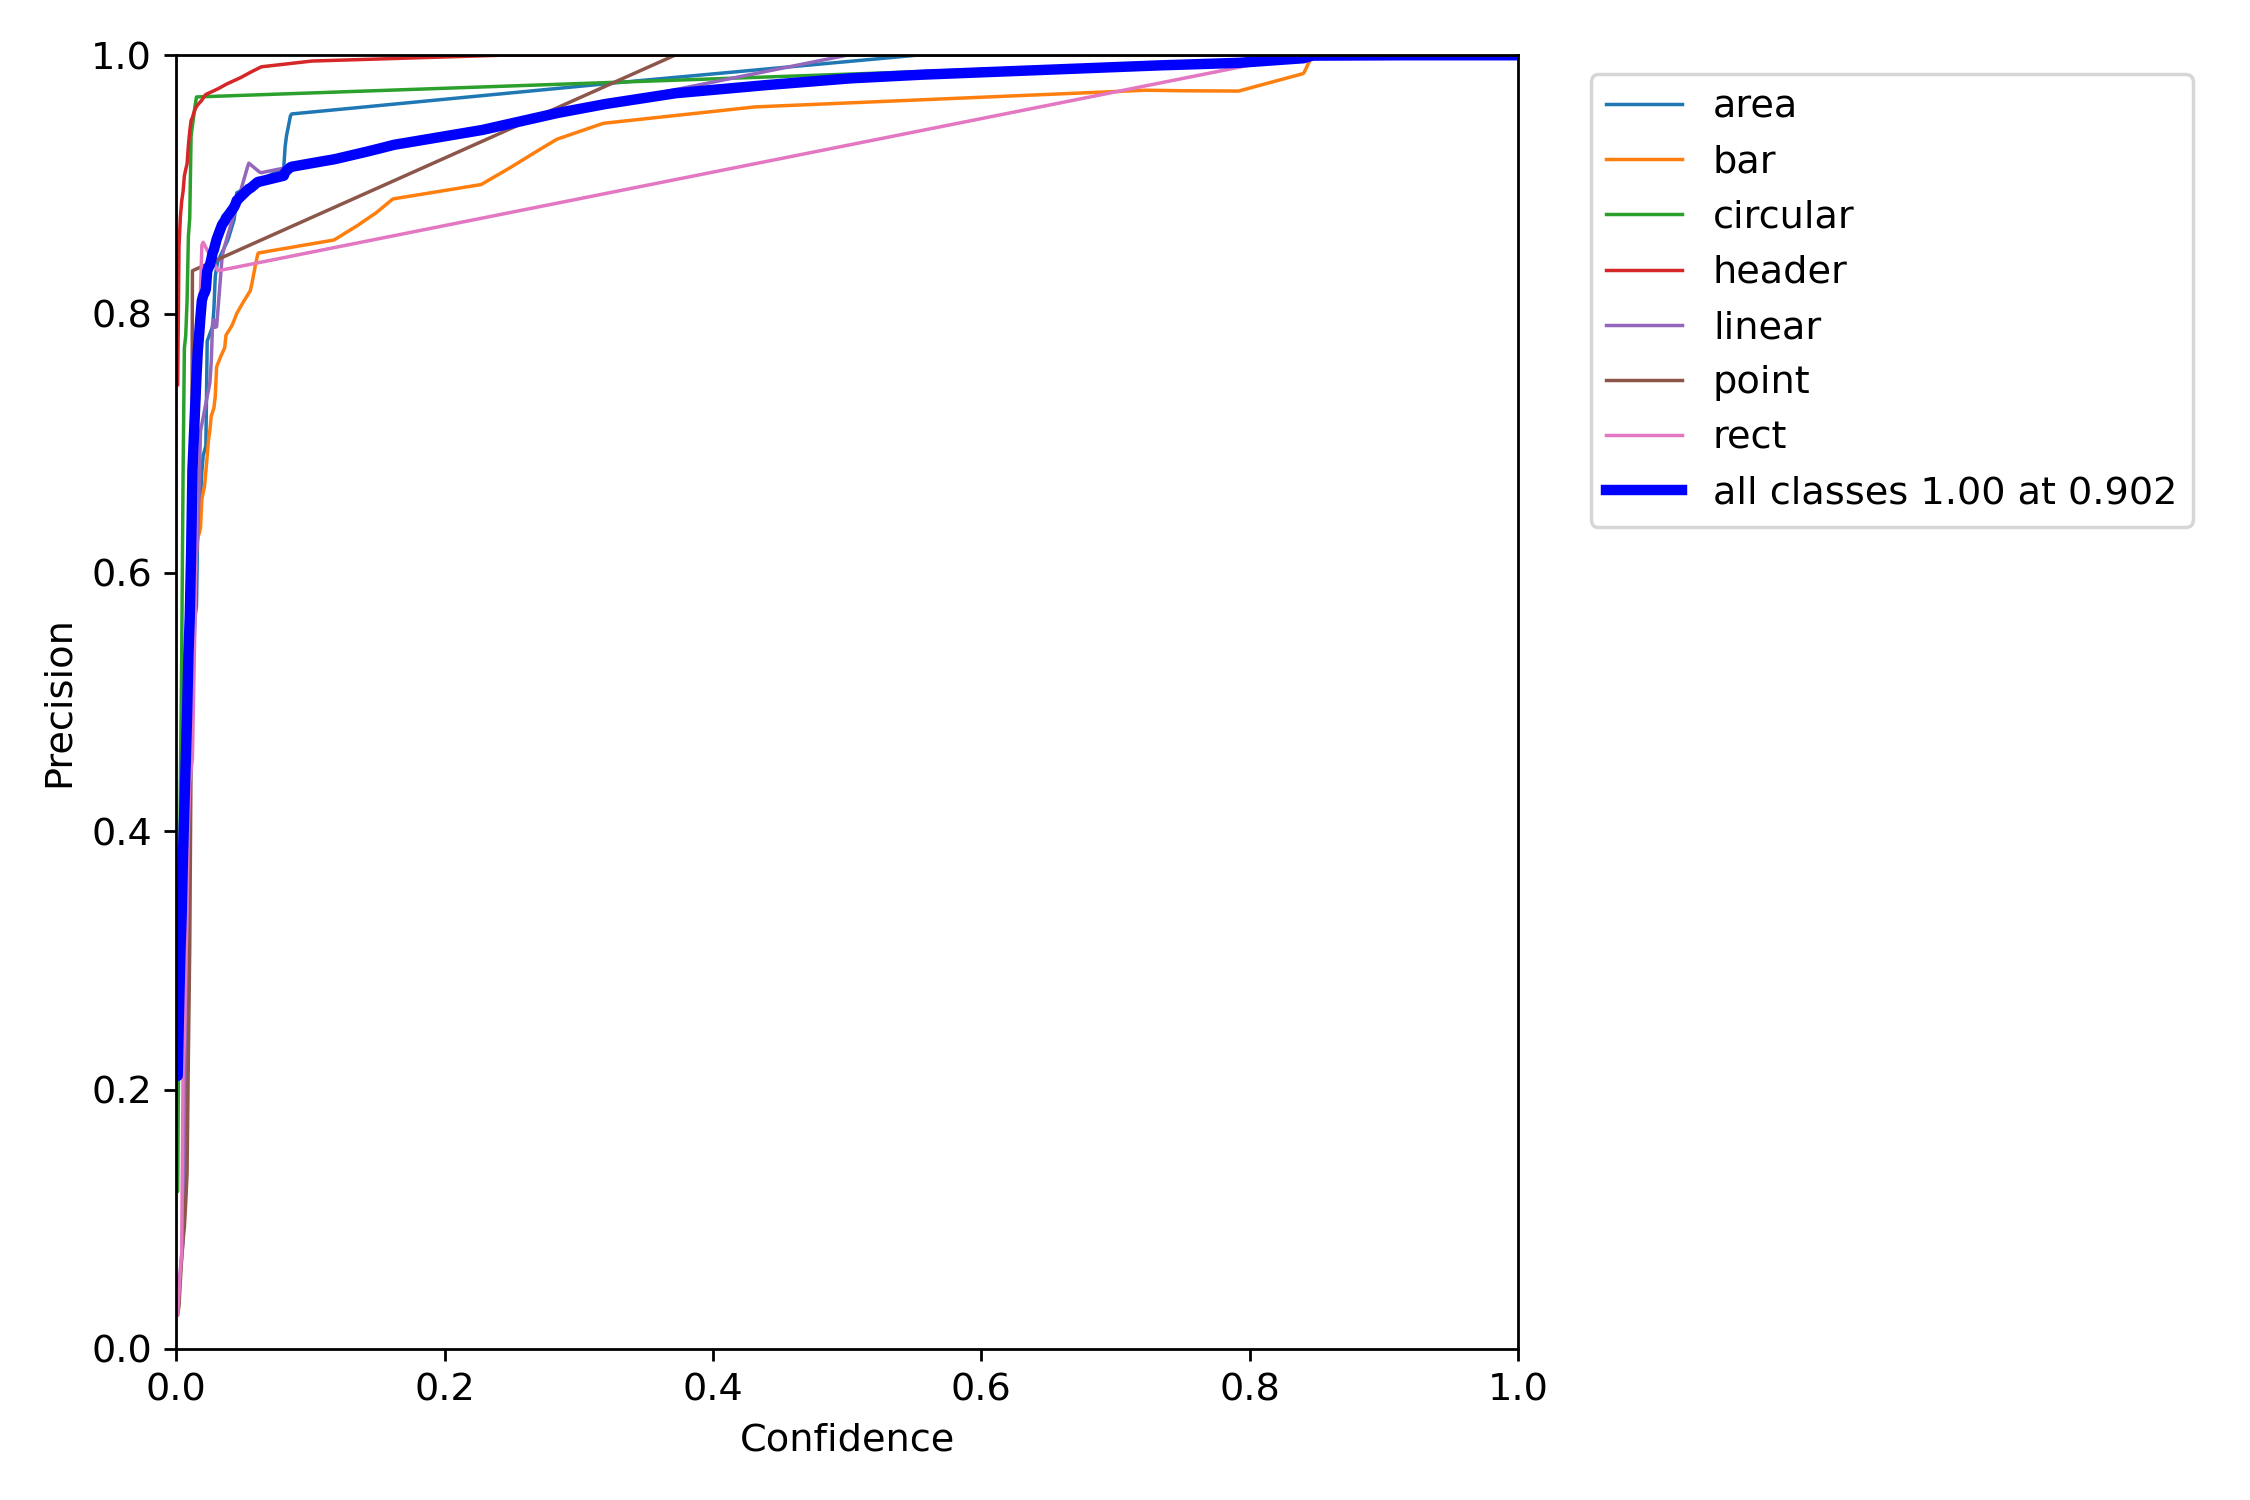 1.0
0.8
0.6
0.4
0.2
0.0
0.0 0.2 0.4 0.6 0.8 1.0
Precision
Confidence
area
bar
circular
header
linear
point
rect
all classes 1.00 at 0.902